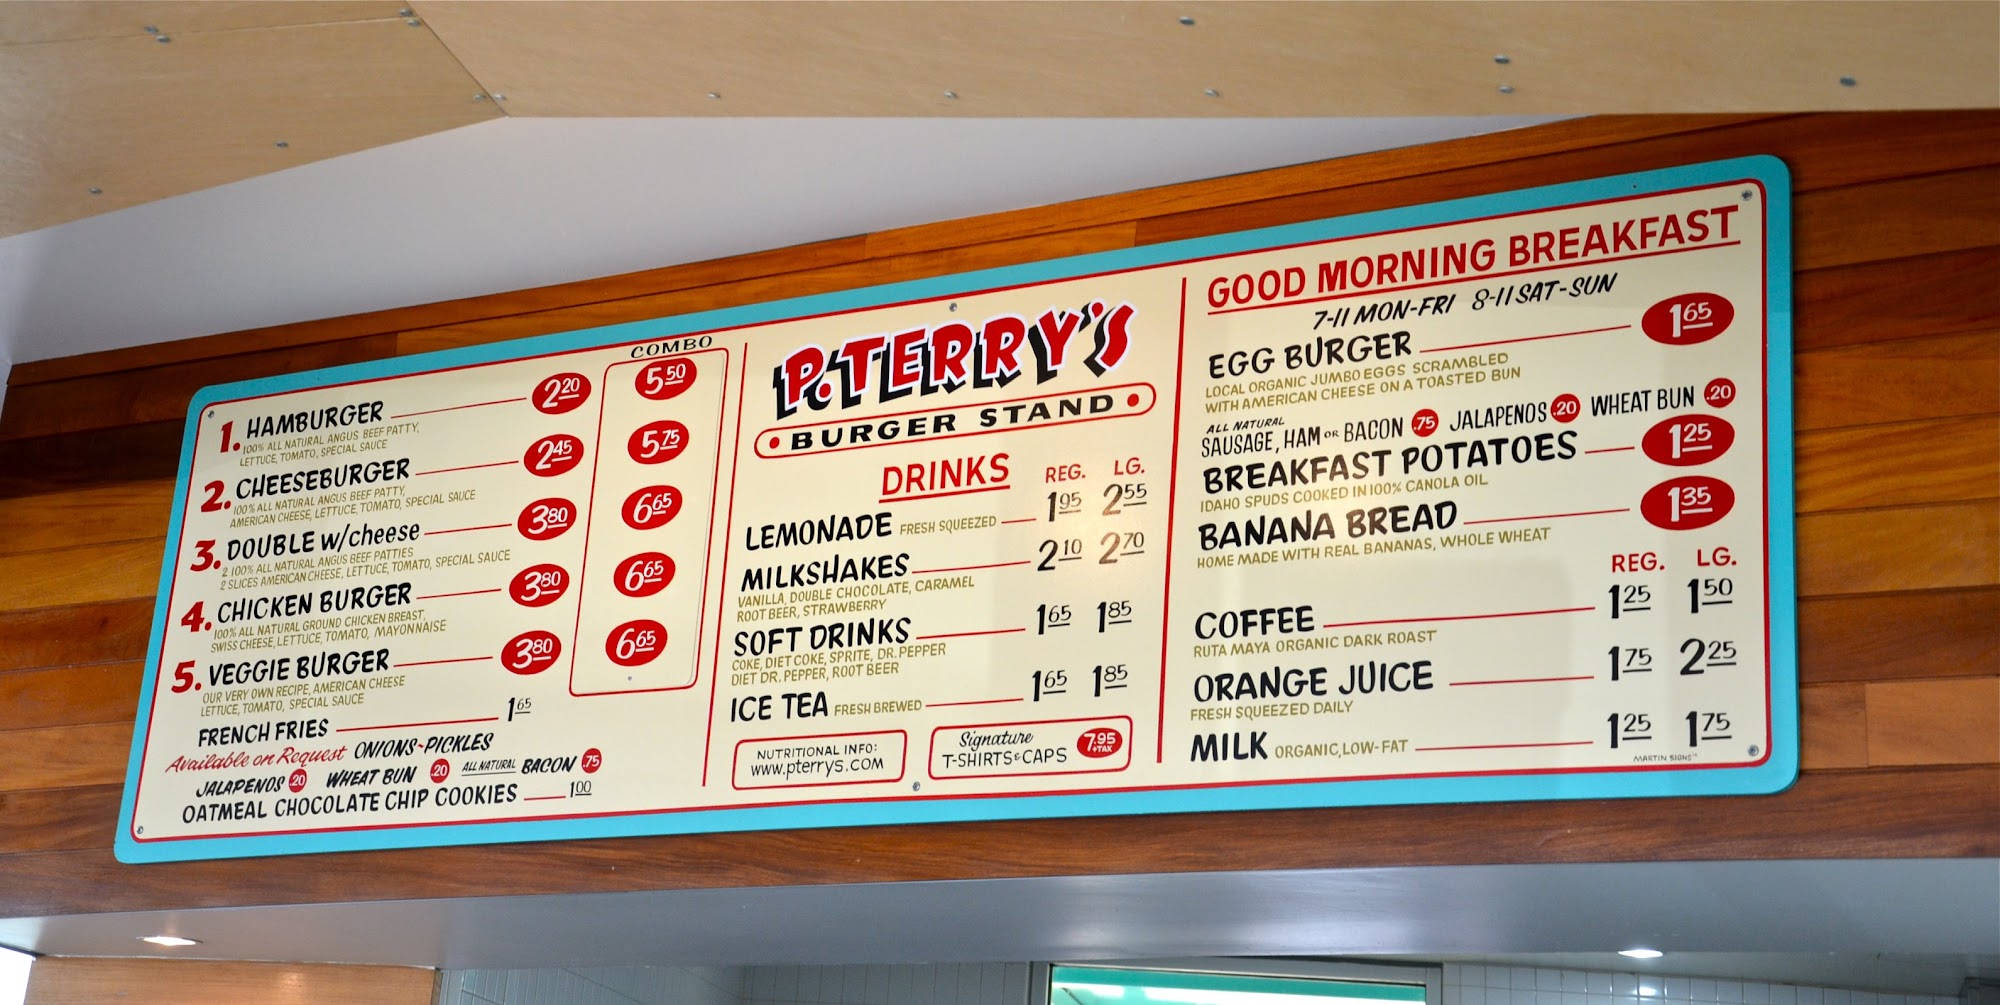 COMBO
1. HAMBURGER 2.20 5.50
100% ALL NATURAL ANGUS BEEF PATTY,
LETTUCE, TOMATO, SPECIAL SAUCE
2. CHEESEBURGER 2.45 5.75
100% ALL NATURAL ANGUS BEEF PATTY,
AMERICAN CHEESE, LETTUCE, TOMATO, SPECIAL SAUCE
3. DOUBLE w/cheese 3.80 6.65
2 100% ALL NATURAL ANGUS BEEF PATTIES
2 SLICES AMERICAN CHEESE, LETTUCE, TOMATO, SPECIAL SAUCE
4. CHICKEN BURGER 3.80 6.65
100% ALL NATURAL GROUND CHICKEN BREAST,
SWISS CHEESE, LETTUCE, TOMATO, MAYONNAISE
5. VEGGIE BURGER 3.80 6.65
OUR VERY OWN RECIPE, AMERICAN CHEESE
LETTUCE, TOMATO, SPECIAL SAUCE
FRENCH FRIES 1.65
Available on Request ONIONS-PICKLES
JALAPENOS .20 WHEAT BUN .20 ALL NATURAL BACON .75
OATMEAL CHOCOLATE CHIP COOKIES 1.00
P.TERRY'S
• BURGER STAND •
DRINKS REG. LG.
LEMONADE FRESH SQUEEZED 1.95 2.55
MILKSHAKES 2.10 2.70
VANILLA, DOUBLE CHOCOLATE, CARAMEL
ROOT BEER, STRAWBERRY
SOFT DRINKS 1.65 1.85
COKE, DIET COKE, SPRITE, DR. PEPPER
DIET DR. PEPPER, ROOT BEER
ICE TEA FRESH BREWED 1.65 1.85
NUTRITIONAL INFO:
www.pterrys.com
Signature
T-SHIRTS & CAPS 7.95
+TAX
GOOD MORNING BREAKFAST
7-11 MON-FRI 8-11 SAT-SUN
EGG BURGER 1.65
LOCAL ORGANIC JUMBO EGGS SCRAMBLED
WITH AMERICAN CHEESE ON A TOASTED BUN
ALL NATURAL
SAUSAGE, HAM OR BACON .75 JALAPENOS .20 WHEAT BUN .20
BREAKFAST POTATOES 1.25
IDAHO SPUDS COOKED IN 100% CANOLA OIL
BANANA BREAD 1.35
HOME MADE WITH REAL BANANAS, WHOLE WHEAT
REG. LG.
COFFEE 1.25 1.50
RUTA MAYA ORGANIC DARK ROAST
ORANGE JUICE 1.75 2.25
FRESH SQUEEZED DAILY
MILK ORGANIC, LOW-FAT 1.25 1.75
MARTIN SIGNS